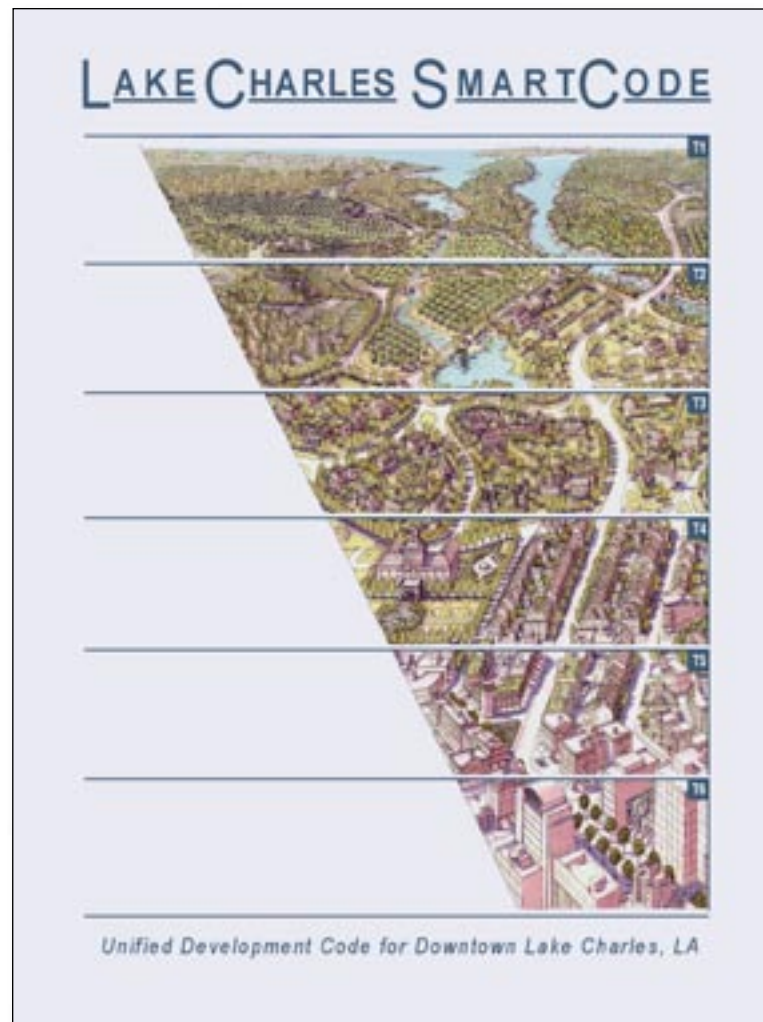 LAKE CHARLES SMARTCODE
T1
T2
T3
T4
T5
T6
Unified Development Code for Downtown Lake Charles, LA